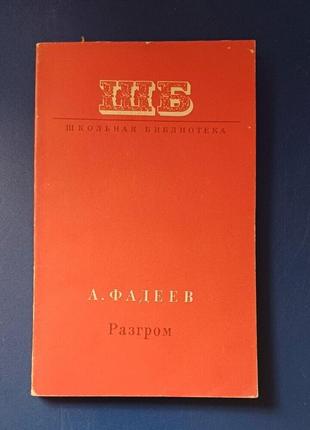 ШБ
ШКОЛЬНАЯ БИБЛИОТЕКА
А. ФАДЕЕВ
Разгром